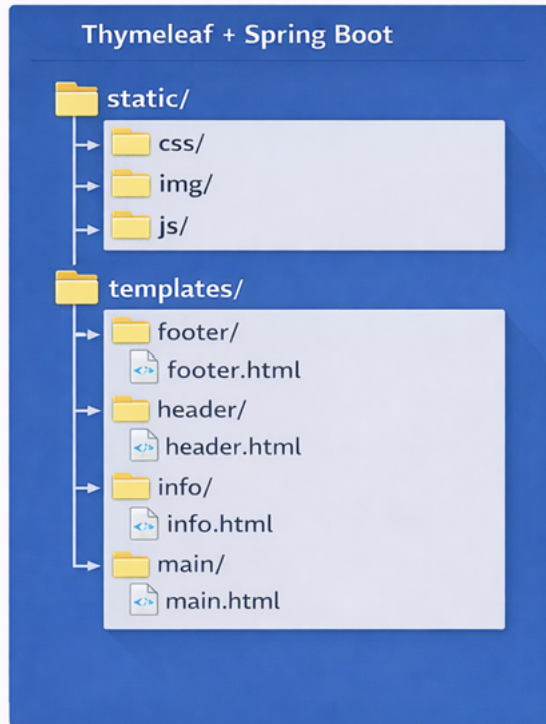 Thymeleaf + Spring Boot
static/
css/
img/
js/
templates/
footer/
footer.html
header/
header.html
info/
info.html
main/
main.html